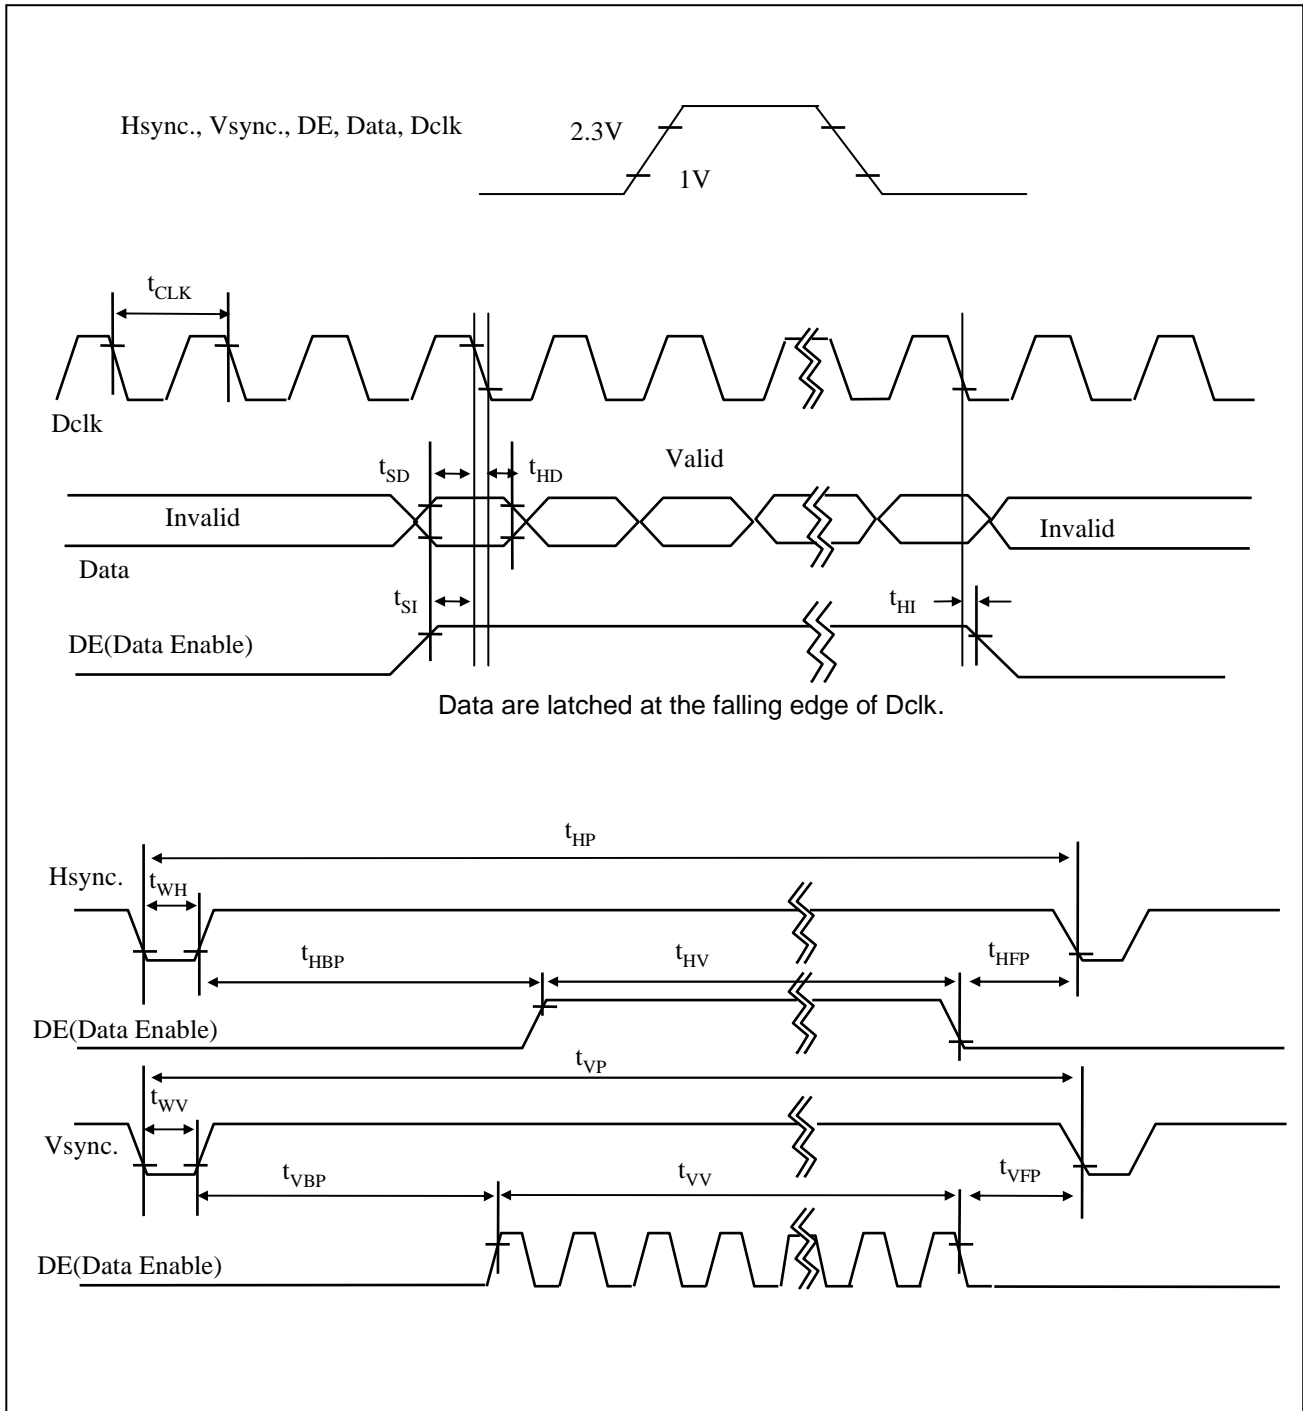 Hsync., Vsync., DE, Data, Dclk
2.3V
1V
tCLK
Dclk
tSD
tHD
Valid
Invalid
Invalid
Data
tSI
tHI
DE(Data Enable)
Data are latched at the falling edge of Dclk.
tHP
Hsync.
tWH
tHBP
tHV
tHFP
DE(Data Enable)
tVP
tWV
Vsync.
tVBP
tVV
tVFP
DE(Data Enable)